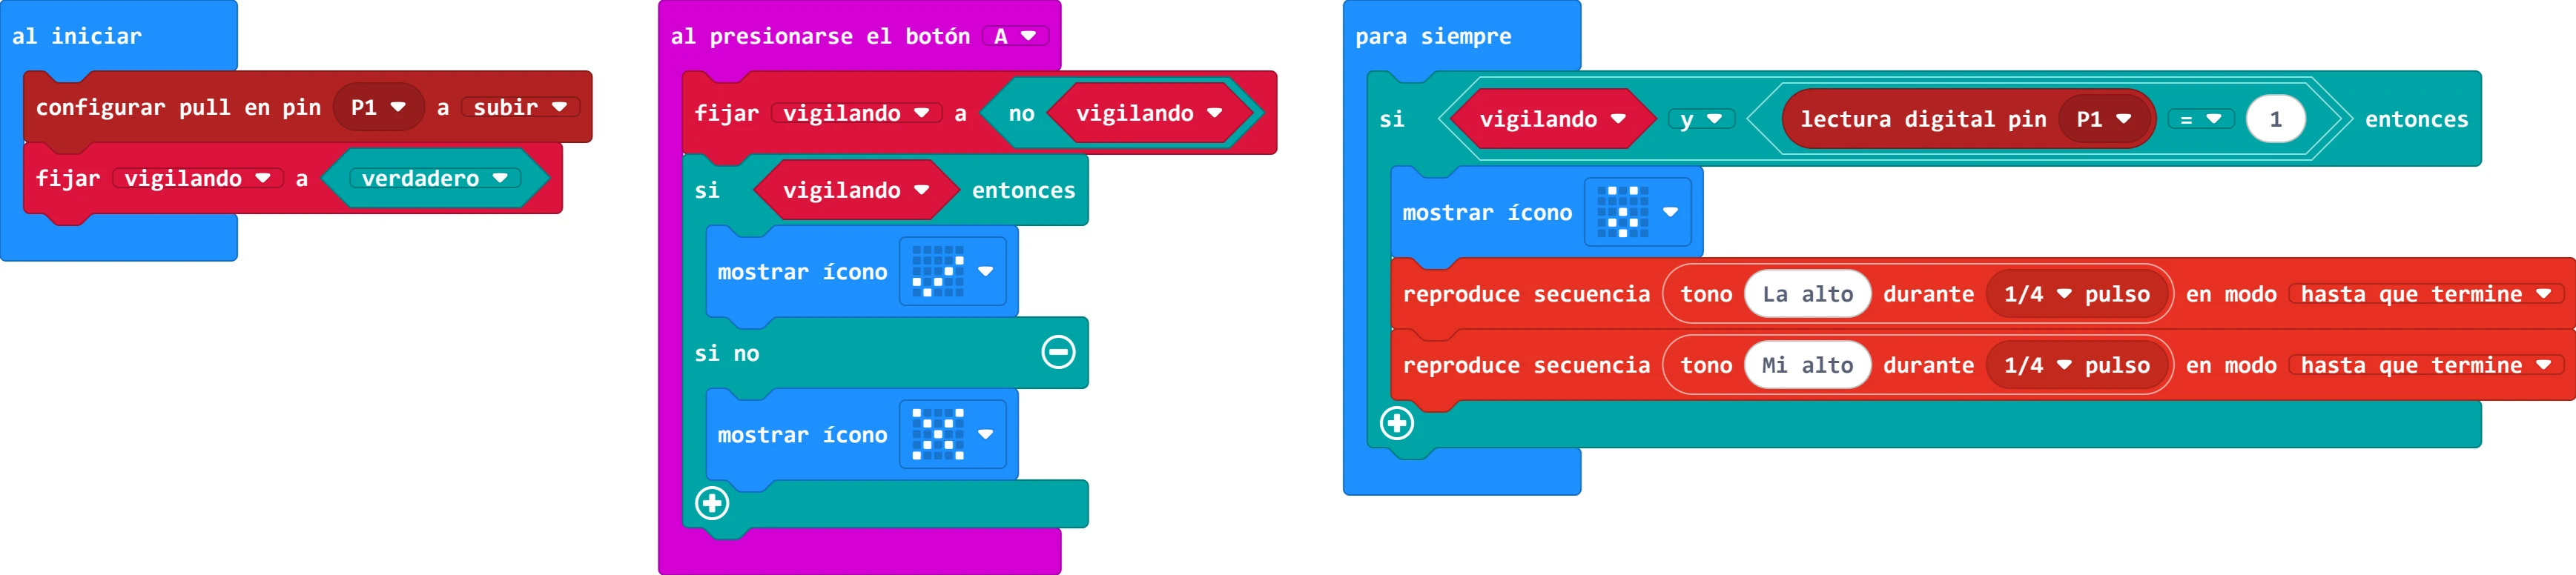 al iniciar
configurar pull en pin P1 a subir
fijar vigilando a verdadero
al presionarse el botón A
fijar vigilando a no vigilando
si vigilando entonces
mostrar ícono
si no
mostrar ícono
para siempre
si vigilando y lectura digital pin P1 = 1 entonces
mostrar ícono
reproduce secuencia tono La alto durante 1/4 pulso en modo hasta que termine
reproduce secuencia tono Mi alto durante 1/4 pulso en modo hasta que termine